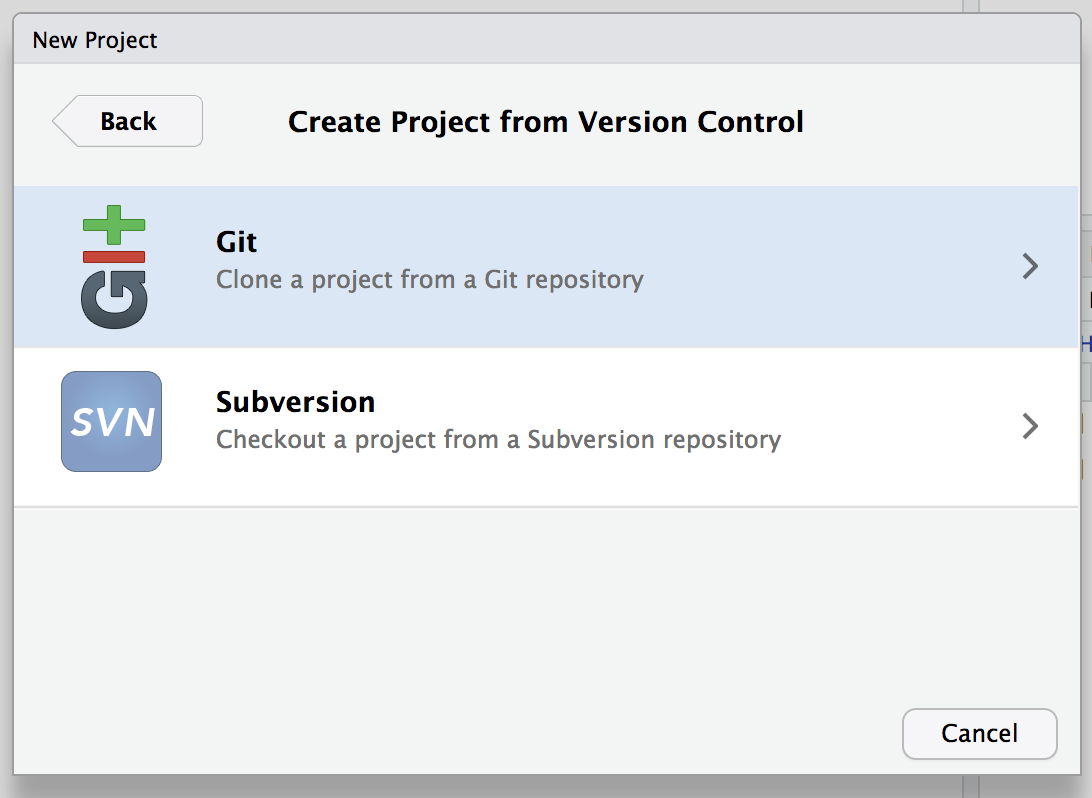 New Project
Back
Create Project from Version Control
git
Git
Clone a project from a Git repository
SVN
Subversion
Checkout a project from a Subversion repository
H
Cancel